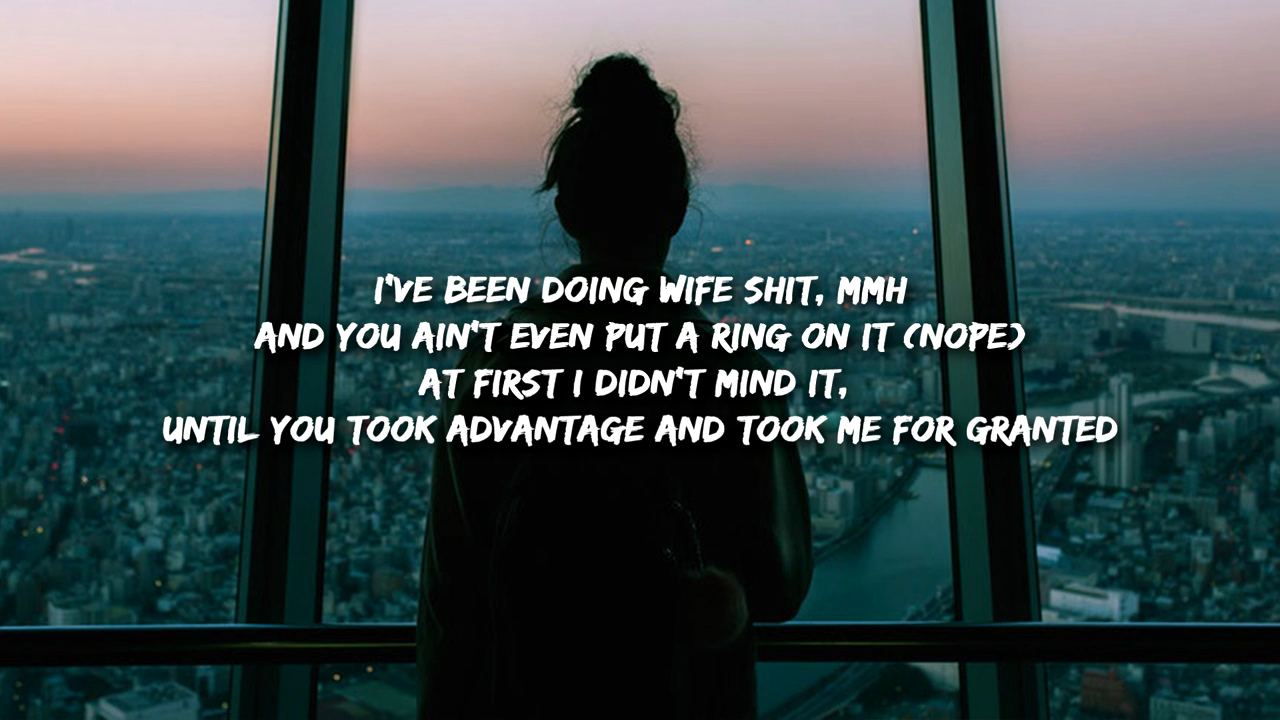 I'VE BEEN DOING WIFE SHIT, MMH
AND YOU AIN'T EVEN PUT A RING ON IT (NOPE)
AT FIRST I DIDN'T MIND IT,
UNTIL YOU TOOK ADVANTAGE AND TOOK ME FOR GRANTED